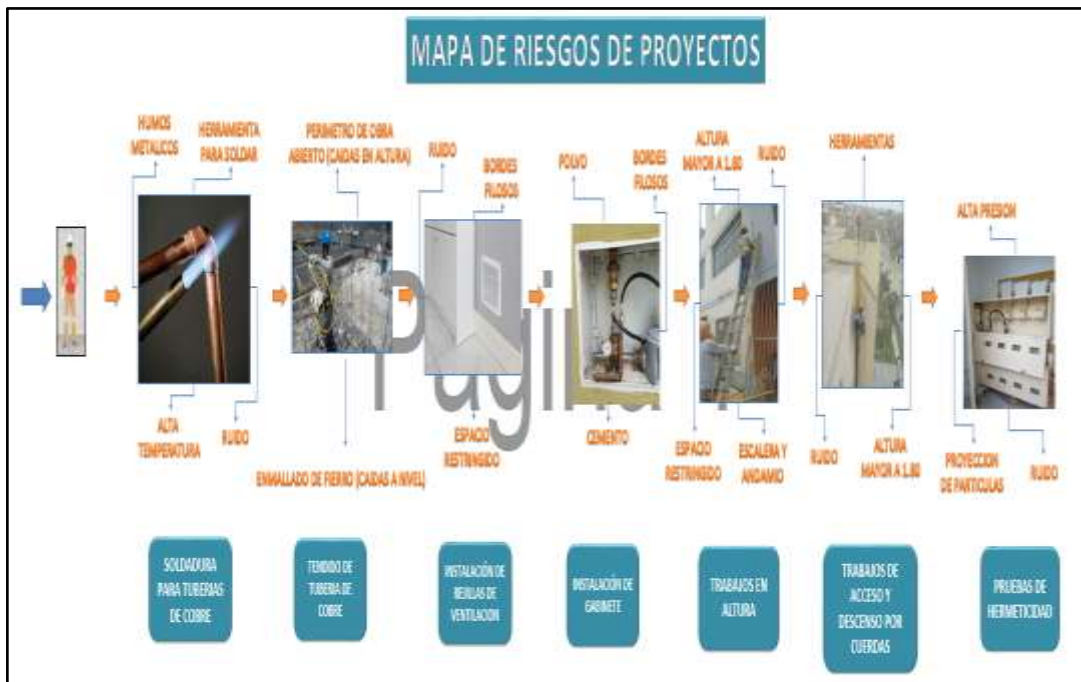 MAPA DE RIESGOS DE PROYECTOS
HUMOS
METALICOS
HERRAMIENTA
PARA SOLDAR
PERIMETRO DE OBRA
ABIERTO (CAIDAS EN ALTURA)
RUIDO
BORDES
FILOSOS
POLVO
BORDES
FILOSOS
ALTURA
MAYOR A 1.80
RUIDO
HERRAMIENTAS
ALTA PRESION
Pagina
ALTA
TEMPERATURA
RUIDO
ENMALLADO DE FIERRO (CAIDAS A NIVEL)
ESPACIO
RESTRINGIDO
CEMENTO
ESPACIO
RESTRINGIDO
ESCALERA Y
ANDAMIO
RUIDO
ALTURA
MAYOR A 1.80
PROYECCION
DE PARTICULAS
RUIDO
SOLDADURA
PARA TUBERIAS
DE COBRE
TENDIDO DE
TUBERIA DE
COBRE
INSTALACIÓN DE
REJILLAS DE
VENTILACION
INSTALACIÓN DE
GABINETE
TRABAJOS EN
ALTURA
TRABAJOS DE
ACCESO Y
DESCENSO POR
CUERDAS
PRUEBAS DE
HERMETICIDAD